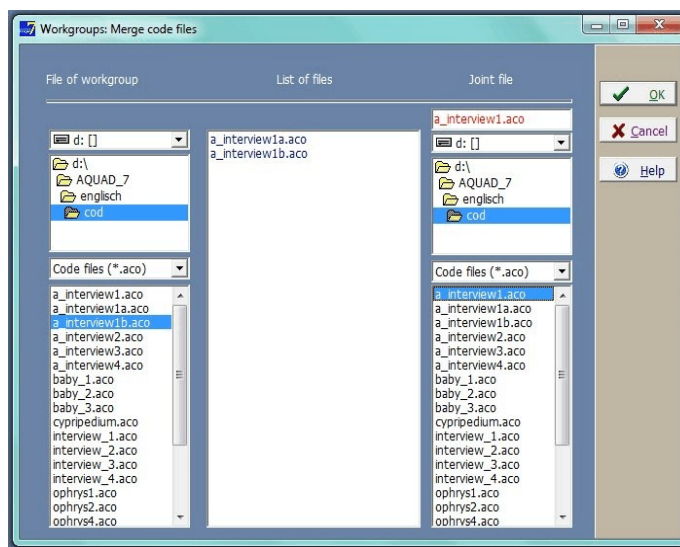 Workgroups: Merge code files
File of workgroup
List of files
Joint file
a_interview1.aco
d: []
d:\
AQUAD_7
englisch
cod
Code files (*.aco)
a_interview1.aco
a_interview1a.aco
a_interview1b.aco
a_interview2.aco
a_interview3.aco
a_interview4.aco
baby_1.aco
baby_2.aco
baby_3.aco
cypripedium.aco
interview_1.aco
interview_2.aco
interview_3.aco
interview_4.aco
ophrys1.aco
ophrys2.aco
ophrys4.aco
a_interview1a.aco
a_interview1b.aco
d: []
d:\
AQUAD_7
englisch
cod
Code files (*.aco)
a_interview1.aco
a_interview1a.aco
a_interview1b.aco
a_interview2.aco
a_interview3.aco
a_interview4.aco
baby_1.aco
baby_2.aco
baby_3.aco
cypripedium.aco
interview_1.aco
interview_2.aco
interview_3.aco
interview_4.aco
ophrys1.aco
ophrys2.aco
ophrys4.aco
OK
Cancel
Help